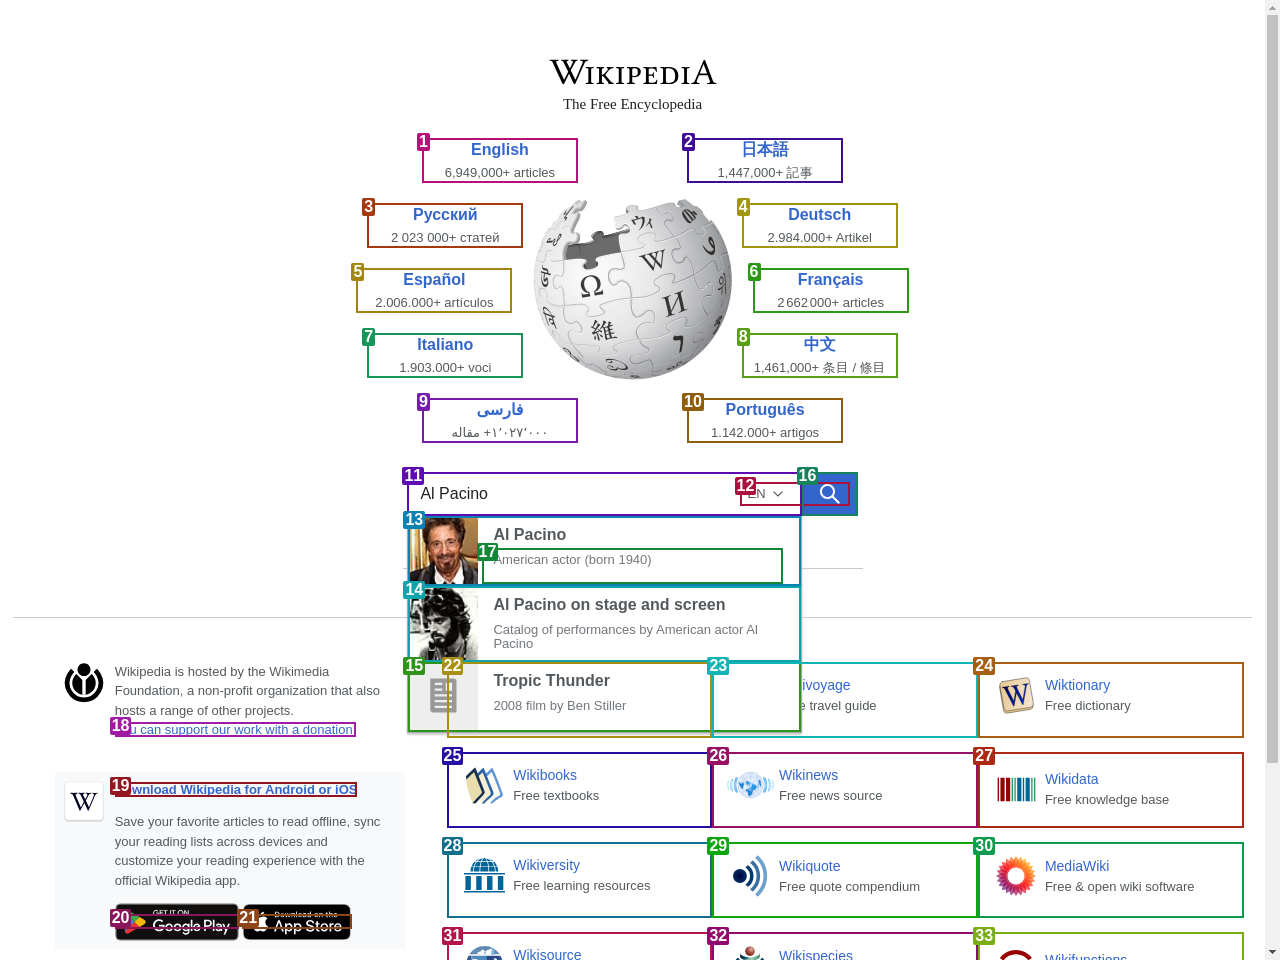 WIKIPEDIA
The Free Encyclopedia
1
English
6,949,000+ articles
2
日本語
1,447,000+ 記事
3
Русский
2 023 000+ статей
4
Deutsch
2.984.000+ Artikel
5
Español
2.006.000+ artículos
6
Français
2 662 000+ articles
7
Italiano
1.903.000+ voci
8
中文
1,461,000+ 条目 / 條目
9
فارسی
۱٬۰۲۷٬۰۰۰+ مقاله
10
Português
1.142.000+ artigos
11
Al Pacino
12
EN
16
13
Al Pacino
17
American actor (born 1940)
14
Al Pacino on stage and screen
Catalog of performances by American actor Al
Pacino
15
22
Tropic Thunder
2008 film by Ben Stiller
Wikipedia is hosted by the Wikimedia
Foundation, a non-profit organization that also
hosts a range of other projects.
18
u can support our work with a donation.
19
wnload Wikipedia for Android or iOS
Save your favorite articles to read offline, sync
your reading lists across devices and
customize your reading experience with the
official Wikipedia app.
20
GET IT ON
Google Play
21
Download on the
App Store
23
ivoyage
e travel guide
24
Wiktionary
Free dictionary
25
Wikibooks
Free textbooks
26
Wikinews
Free news source
27
Wikidata
Free knowledge base
28
Wikiversity
Free learning resources
29
Wikiquote
Free quote compendium
30
MediaWiki
Free & open wiki software
31
Wikisource
32
Wikispecies
33
Wikifunctions